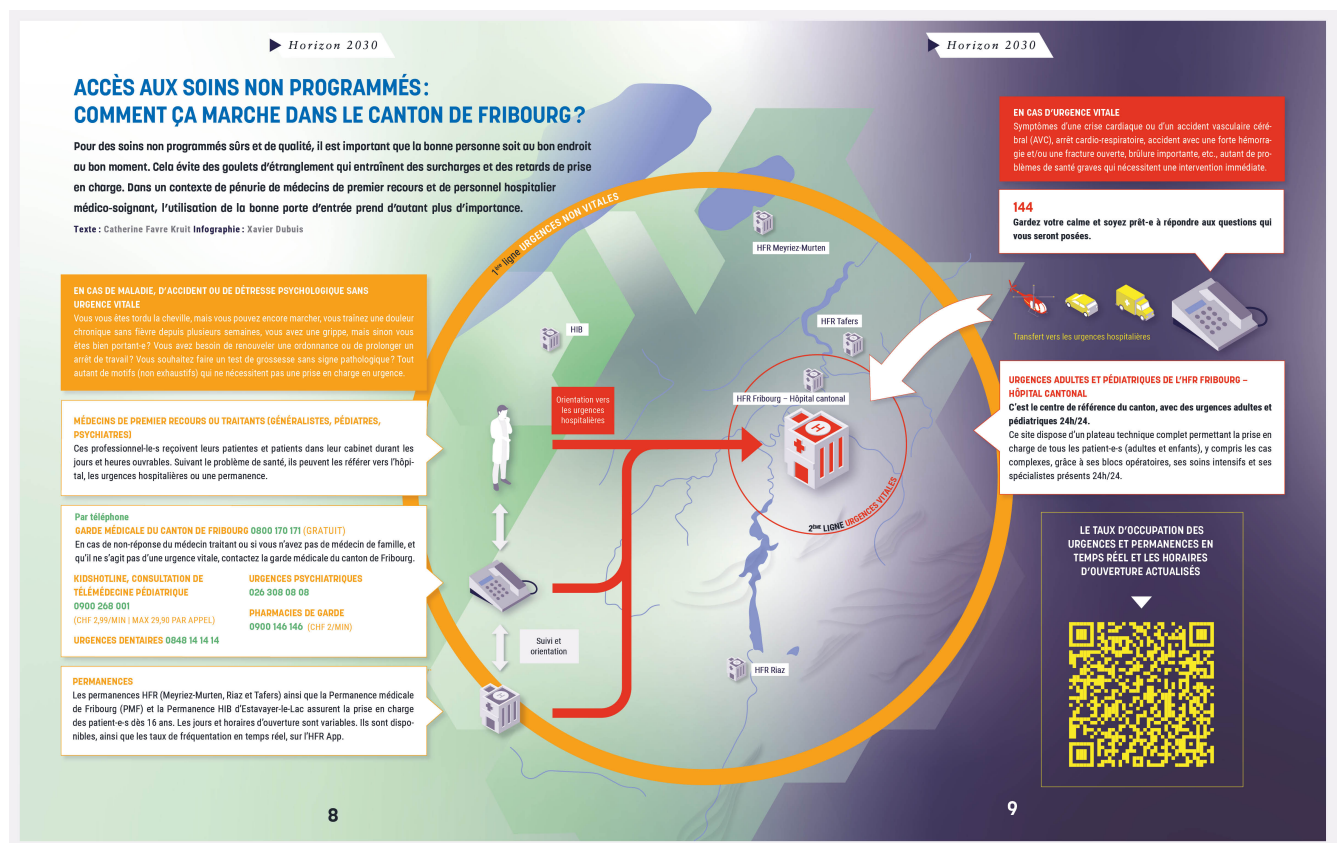 Horizon 2030
Horizon 2030
ACCÈS AUX SOINS NON PROGRAMMÉS :
COMMENT ÇA MARCHE DANS LE CANTON DE FRIBOURG ?
Pour des soins non programmés sûrs et de qualité, il est important que la bonne personne soit au bon endroit
au bon moment. Cela évite des goulets d'étranglement qui entraînent des surcharges et des retards de prise
en charge. Dans un contexte de pénurie de médecins de premier recours et de personnel hospitalier
médico-soignant, l'utilisation de la bonne porte d'entrée prend d'autant plus d'importance.
Texte : Catherine Favre Kruit Infographie : Xavier Dubuis
EN CAS DE MALADIE, D'ACCIDENT OU DE DÉTRESSE PSYCHOLOGIQUE SANS
URGENCE VITALE
Vous vous êtes tordu la cheville, mais vous pouvez encore marcher, vous traînez une douleur
chronique sans fièvre depuis plusieurs semaines, vous avez une grippe, mais sinon vous
êtes bien portant-e ? Vous avez besoin de renouveler une ordonnance ou de prolonger un
arrêt de travail ? Vous souhaitez faire un test de grossesse sans signe pathologique ? Tout
autant de motifs (non exhaustifs) qui ne nécessitent pas une prise en charge en urgence.
MÉDECINS DE PREMIER RECOURS OU TRAITANTS (GÉNÉRALISTES, PÉDIATRES,
PSYCHIATRES)
Ces professionnel-le-s reçoivent leurs patientes et patients dans leur cabinet durant les
jours et heures ouvrables. Suivant le problème de santé, ils peuvent les référer vers l'hôpi-
tal, les urgences hospitalières ou une permanence.
Par téléphone
GARDE MÉDICALE DU CANTON DE FRIBOURG 0800 170 171 (GRATUIT)
En cas de non-réponse du médecin traitant ou si vous n'avez pas de médecin de famille, et
qu'il ne s'agit pas d'une urgence vitale, contactez la garde médicale du canton de Fribourg.
KIDSHOTLINE, CONSULTATION DE
TÉLÉMÉDECINE PÉDIATRIQUE
0900 268 001
(CHF 2,99/MIN | MAX 29,90 PAR APPEL)
URGENCES DENTAIRES 0848 14 14 14
URGENCES PSYCHIATRIQUES
026 308 08 08
PHARMACIES DE GARDE
0900 146 146 (CHF 2/MIN)
PERMANENCES
Les permanences HFR (Meyriez-Murten, Riaz et Tafers) ainsi que la Permanence médicale
de Fribourg (PMF) et la Permanence HIB d'Estavayer-le-Lac assurent la prise en charge
des patient-e-s dès 16 ans. Les jours et horaires d'ouverture sont variables. Ils sont dispo-
nibles, ainsi que les taux de fréquentation en temps réel, sur l'HFR App.
1ère ligne URGENCES NON VITALES
HFR Meyriez-Murten
HIB
HFR Tafers
HFR Fribourg – Hôpital cantonal
H
Orientation vers
les urgences
hospitalières
2ème LIGNE URGENCES VITALES
Suivi et
orientation
HFR Riaz
EN CAS D'URGENCE VITALE
Symptômes d'une crise cardiaque ou d'un accident vasculaire céré-
bral (AVC), arrêt cardio-respiratoire, accident avec une forte hémorra-
gie et/ou une fracture ouverte, brûlure importante, etc., autant de pro-
blèmes de santé graves qui nécessitent une intervention immédiate.
144
Gardez votre calme et soyez prêt-e à répondre aux questions qui
vous seront posées.
Transfert vers les urgences hospitalières
URGENCES ADULTES ET PÉDIATRIQUES DE L'HFR FRIBOURG –
HÔPITAL CANTONAL
C'est le centre de référence du canton, avec des urgences adultes et
pédiatriques 24h/24.
Ce site dispose d'un plateau technique complet permettant la prise en
charge de tous les patient-e-s (adultes et enfants), y compris les cas
complexes, grâce à ses blocs opératoires, ses soins intensifs et ses
spécialistes présents 24h/24.
LE TAUX D'OCCUPATION DES
URGENCES ET PERMANENCES EN
TEMPS RÉEL ET LES HORAIRES
D'OUVERTURE ACTUALISÉS
8
9